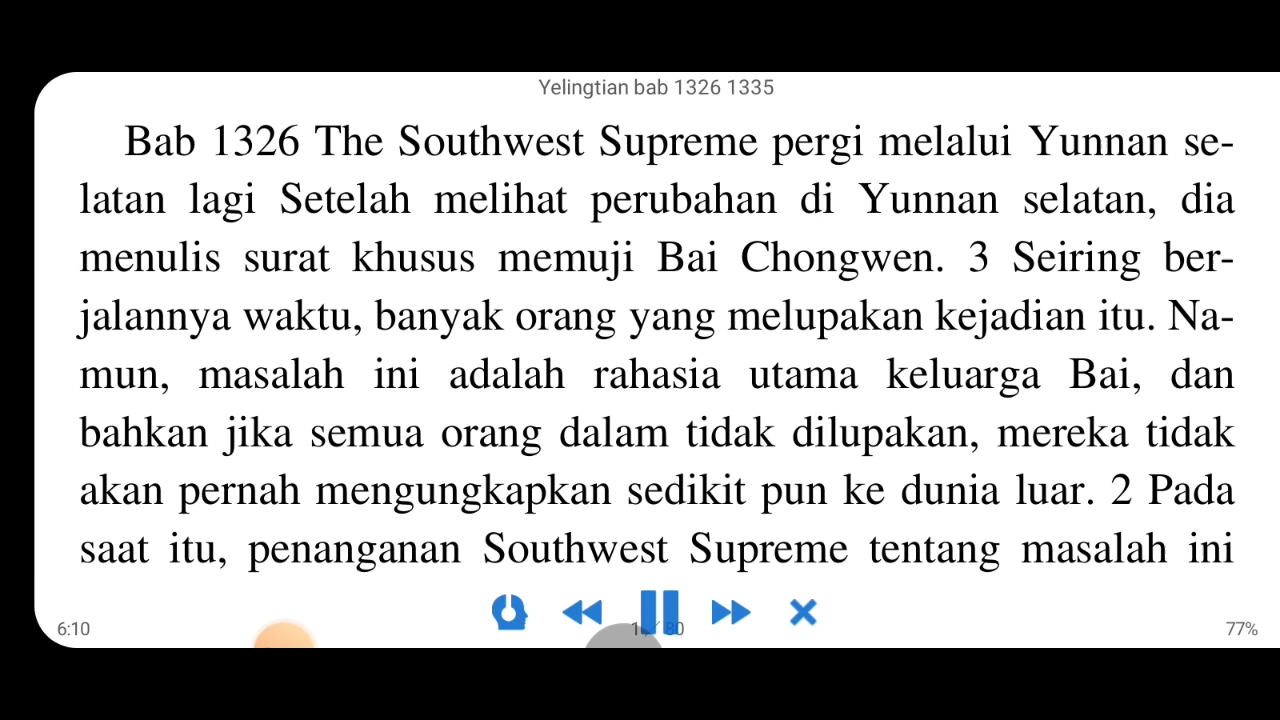 Yelingtian bab 1326 1335
Bab 1326 The Southwest Supreme pergi melalui Yunnan se-
latan lagi Setelah melihat perubahan di Yunnan selatan, dia
menulis surat khusus memuji Bai Chongwen. 3 Seiring ber-
jalannya waktu, banyak orang yang melupakan kejadian itu. Na-
mun, masalah ini adalah rahasia utama keluarga Bai, dan
bahkan jika semua orang dalam tidak dilupakan, mereka tidak
akan pernah mengungkapkan sedikit pun ke dunia luar. 2 Pada
saat itu, penanganan Southwest Supreme tentang masalah ini
6:10
77%